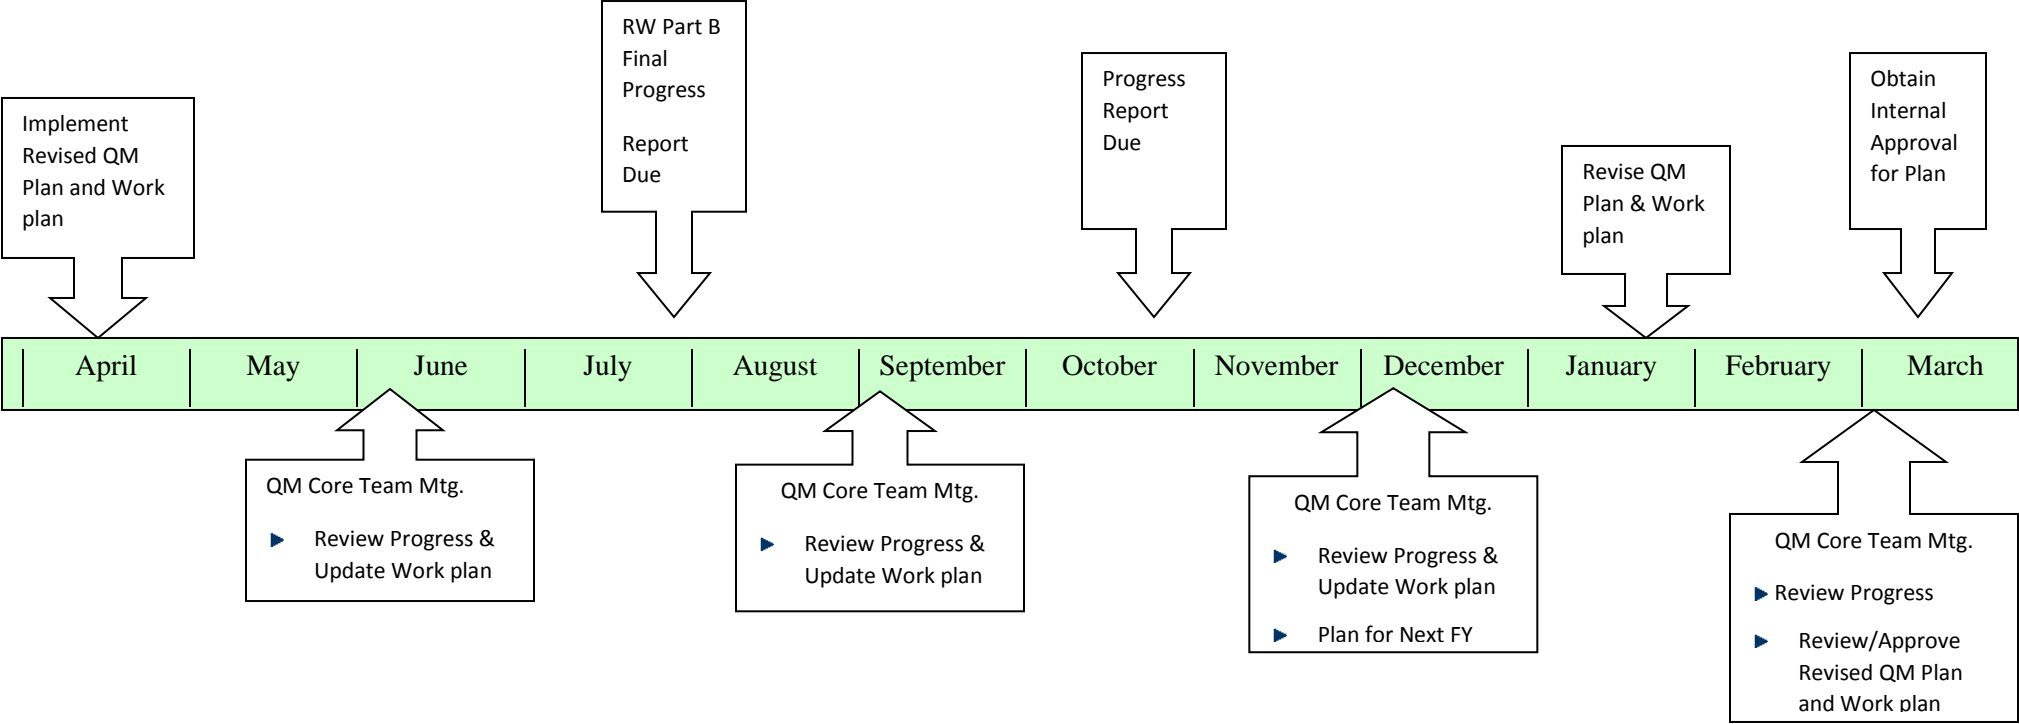 Implement
Revised QM
Plan and Work
plan
RW Part B
Final
Progress
Report
Due
Progress
Report
Due
Revise QM
Plan & Work
plan
Obtain
Internal
Approval
for Plan
April May June July August September October November December January February March
QM Core Team Mtg.
Review Progress &
Update Work plan
QM Core Team Mtg.
Review Progress &
Update Work plan
QM Core Team Mtg.
Review Progress &
Update Work plan
Plan for Next FY
QM Core Team Mtg.
Review Progress
Review/Approve
Revised QM Plan
and Work plan